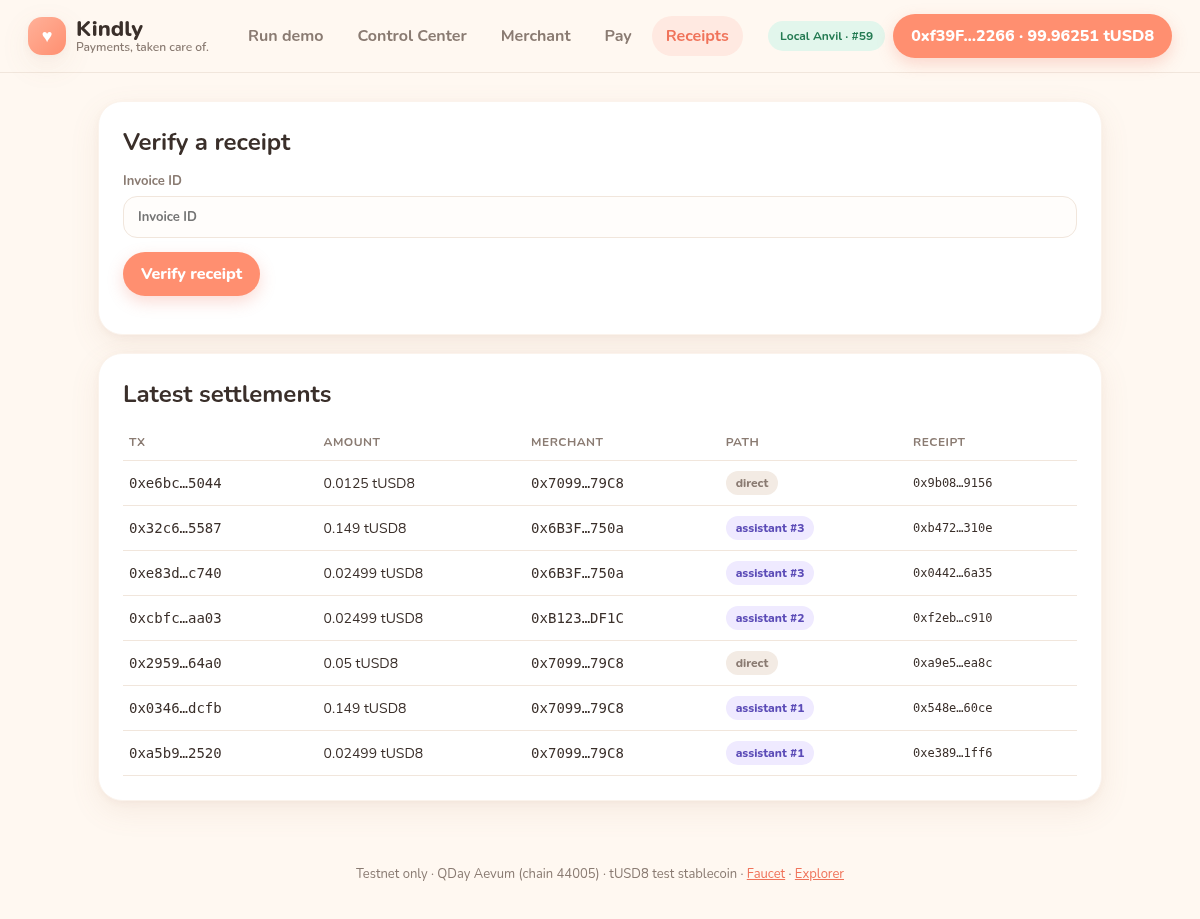 ♥
Kindly
Payments, taken care of.
Run demo
Control Center
Merchant
Pay
Receipts
Local Anvil · #59
0xf39F…2266 · 99.96251 tUSD8
Verify a receipt
Invoice ID
Invoice ID
Verify receipt
Latest settlements
TX AMOUNT MERCHANT PATH RECEIPT
0xe6bc…5044 0.0125 tUSD8 0x7099…79C8 direct 0x9b08…9156
0x32c6…5587 0.149 tUSD8 0x6B3F…750a assistant #3 0xb472…310e
0xe83d…c740 0.02499 tUSD8 0x6B3F…750a assistant #3 0x0442…6a35
0xcbfc…aa03 0.02499 tUSD8 0xB123…DF1C assistant #2 0xf2eb…c910
0x2959…64a0 0.05 tUSD8 0x7099…79C8 direct 0xa9e5…ea8c
0x0346…dcfb 0.149 tUSD8 0x7099…79C8 assistant #1 0x548e…60ce
0xa5b9…2520 0.02499 tUSD8 0x7099…79C8 assistant #1 0xe389…1ff6
Testnet only · QDay Aevum (chain 44005) · tUSD8 test stablecoin · Faucet · Explorer